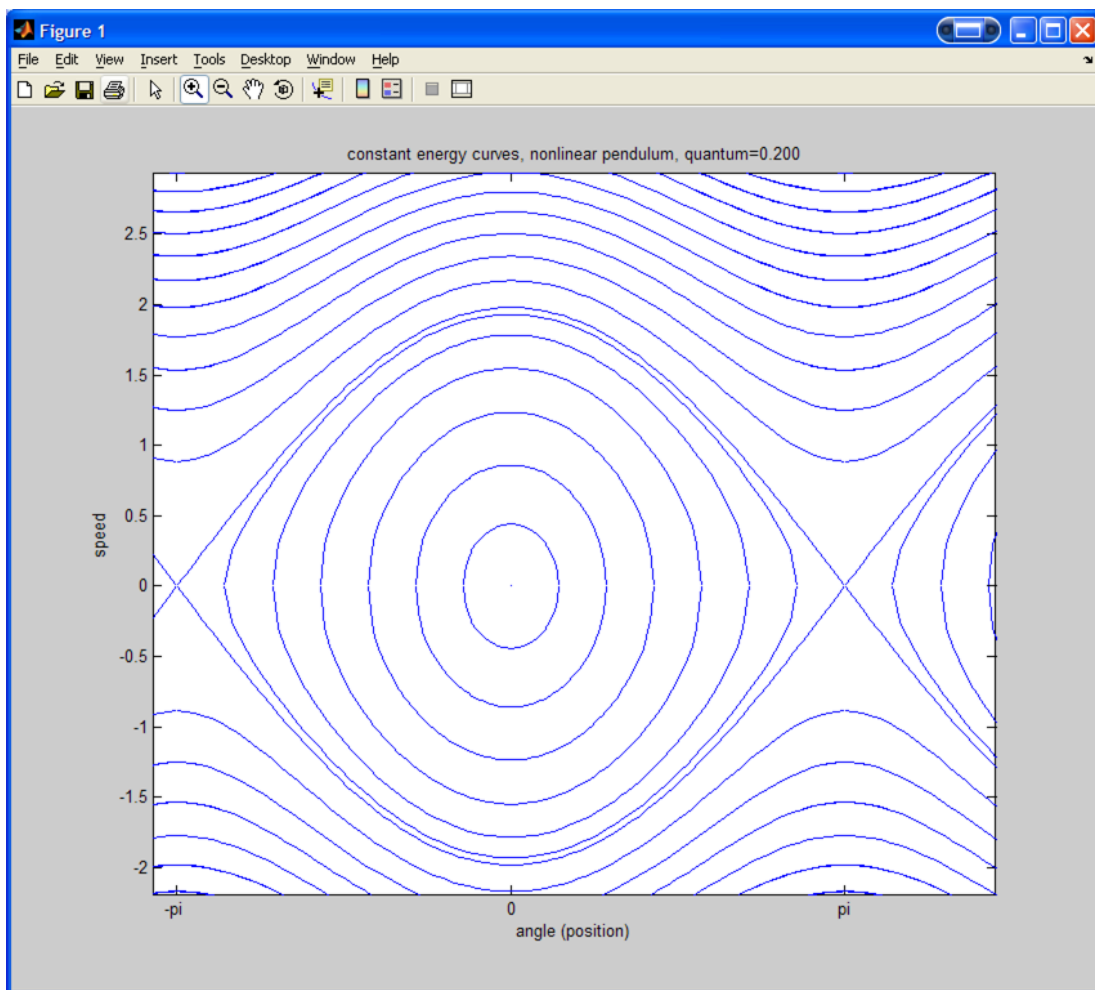 Figure 1
File Edit View Insert Tools Desktop Window Help
constant energy curves, nonlinear pendulum, quantum=0.200
2.5
2
1.5
1
0.5
0
-0.5
-1
-1.5
-2
speed
-pi 0 pi
angle (position)